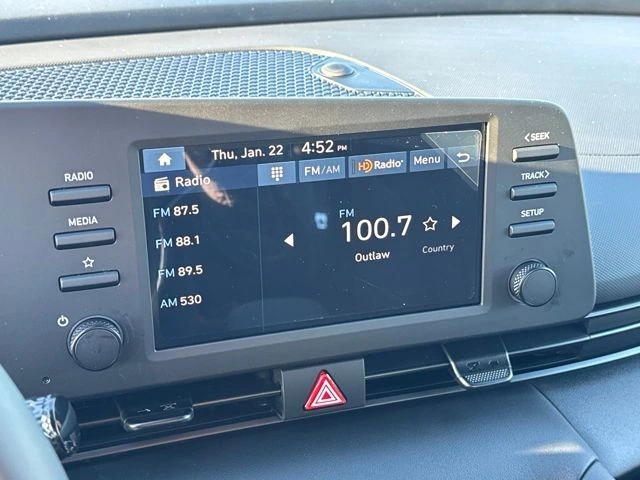 RADIO
MEDIA
Thu, Jan. 22 4:52 PM
Radio FM/AM HD Radio Menu
FM 87.5
FM 88.1
FM 89.5
AM 530
FM
100.7
Outlaw Country
< SEEK
TRACK >
SETUP